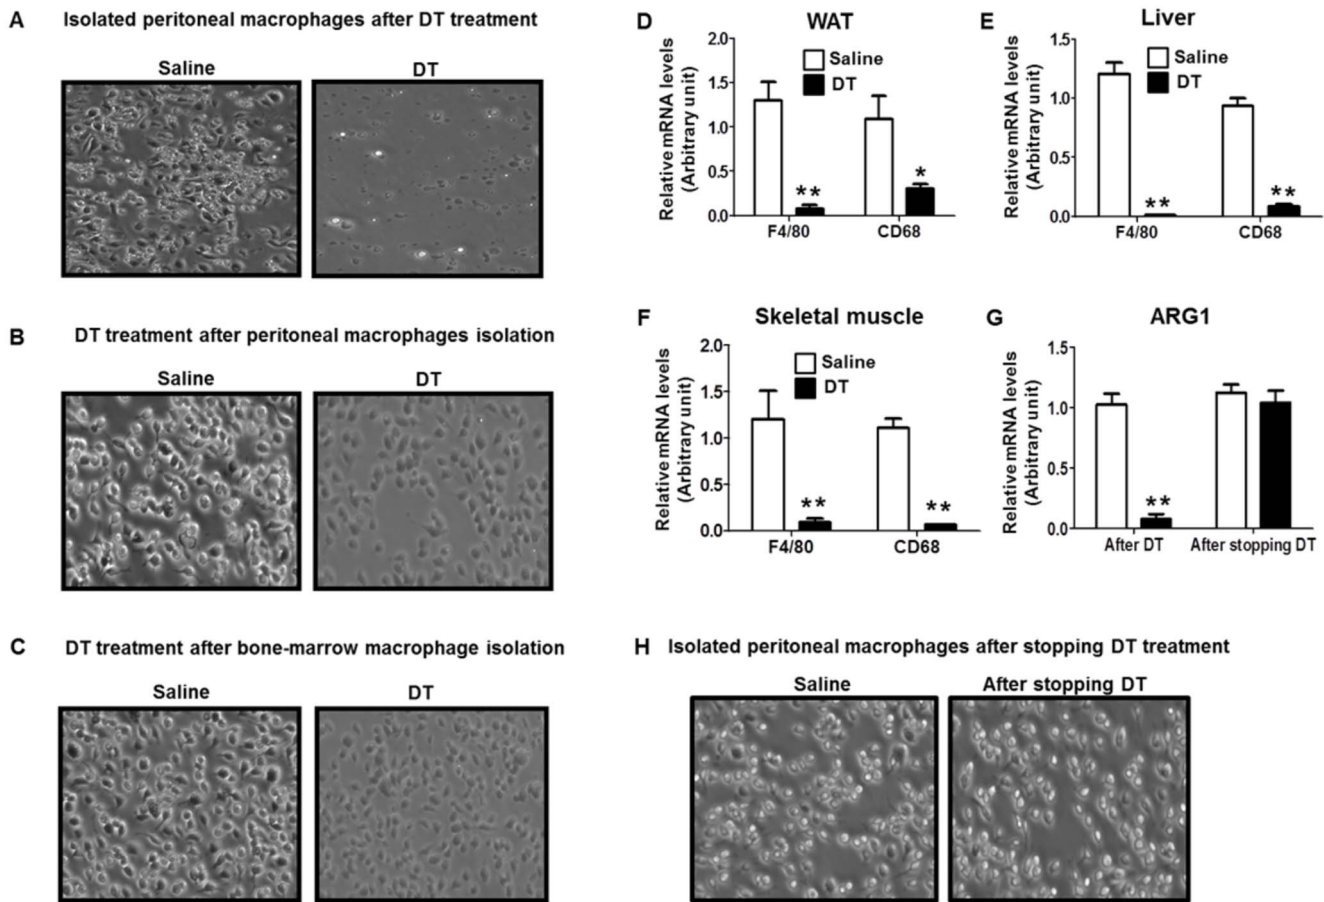 A Isolated peritoneal macrophages after DT treatment
Saline DT
B DT treatment after peritoneal macrophages isolation
Saline DT
C DT treatment after bone-marrow macrophage isolation
Saline DT
D WAT
Relative mRNA levels
(Arbitrary unit)
2.0
1.5
1.0
0.5
0.0
Saline
DT
**
*
F4/80 CD68
E Liver
Relative mRNA levels
(Arbitrary unit)
1.5
1.0
0.5
0.0
Saline
DT
**
**
F4/80 CD68
F Skeletal muscle
Relative mRNA levels
(Arbitrary unit)
2.0
1.5
1.0
0.5
0.0
Saline
DT
**
**
F4/80 CD68
G ARG1
Relative mRNA levels
(Arbitrary unit)
1.5
1.0
0.5
0.0
**
After DT After stopping DT
H Isolated peritoneal macrophages after stopping DT treatment
Saline After stopping DT